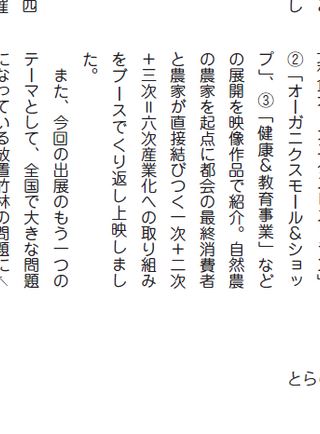 ②「オーガニクスモール&ショッ
プ」、③「健康&教育事業」など
の展開を映像作品で紹介。自然農
の農家を起点に都会の最終消費者
と農家が直接結びつく一次＋二次
＋三次＝六次産業化への取り組み
をブースでくり返し上映しまし
た。
また、今回の出展のもう一つの
テーマとして、全国で大きな問題
になっている放置竹林の問題に
し
四
とら